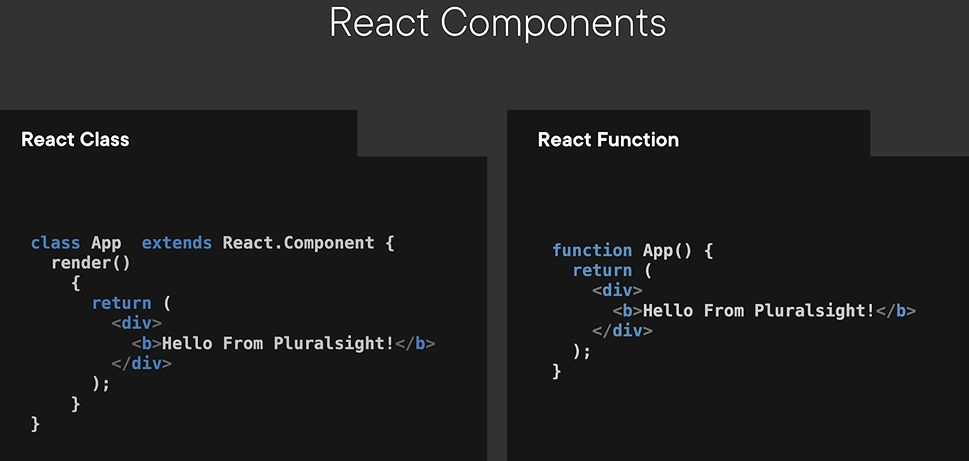 React Components
React Class
class App  extends React.Component {
  render()
    {
      return (
        <div>
          <b>Hello From Pluralsight!</b>
        </div>
      );
    }
}
React Function
function App() {
  return (
    <div>
      <b>Hello From Pluralsight!</b>
    </div>
  );
}